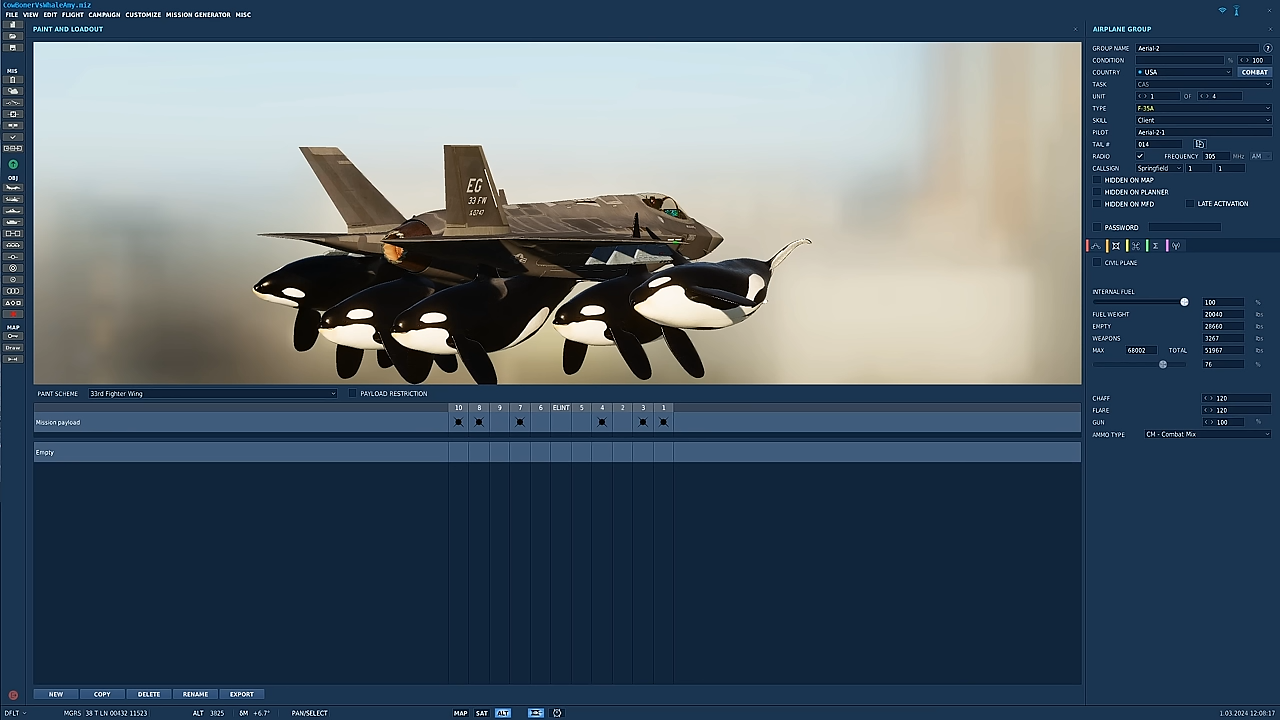 CowBonerVsWhaleAmy.miz
FILE VIEW EDIT FLIGHT CAMPAIGN CUSTOMIZE MISSION GENERATOR MISC
PAINT AND LOADOUT
MIS
OBJ
MAP
Draw
EG
33 FW
PAINT SCHEME 33rd Fighter Wing PAYLOAD RESTRICTION
10 8 9 7 6 ELINT 5 4 2 3 1
Mission payload
Empty
NEW COPY DELETE RENAME EXPORT
AIRPLANE GROUP
GROUP NAME Aerial-2 ?
CONDITION % < > 100
COUNTRY USA COMBAT
TASK CAS
UNIT < > 1 OF < > 4
TYPE F-35A
SKILL Client
PILOT Aerial-2-1
TAIL # 014
RADIO FREQUENCY 305 MHz AM
CALLSIGN Springfield 1 1
HIDDEN ON MAP
HIDDEN ON PLANNER
HIDDEN ON MFD LATE ACTIVATION
PASSWORD
CIVIL PLANE
INTERNAL FUEL
100 %
FUEL WEIGHT 20040 lbs
EMPTY 28660 lbs
WEAPONS 3267 lbs
MAX 68002 TOTAL 51967 lbs
76 %
CHAFF < > 120
FLARE < > 120
GUN < > 100 %
AMMO TYPE CM - Combat Mix
DFLT MGRS 38 T LN 00432 11523 ALT 3825 δM +6.7° PAN/SELECT MAP SAT ALT 1.03.2024 12:08:17